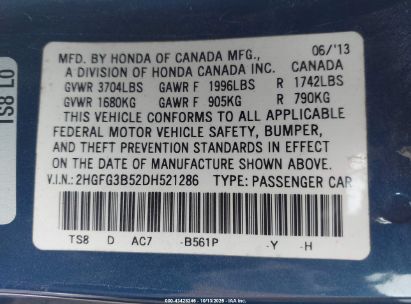 MFD. BY HONDA OF CANADA MFG., 06/'13
A DIVISION OF HONDA CANADA INC. CANADA
GVWR 3704LBS GAWR F 1996LBS R 1742LBS
GVWR 1680KG GAWR F 905KG R 790KG
THIS VEHICLE CONFORMS TO ALL APPLICABLE
FEDERAL MOTOR VEHICLE SAFETY, BUMPER,
AND THEFT PREVENTION STANDARDS IN EFFECT
ON THE DATE OF MANUFACTURE SHOWN ABOVE.
V.I.N.: 2HGFG3B52DH521286 TYPE: PASSENGER CAR
TS8 D AC7 -B561P -Y -H
TS8 LO